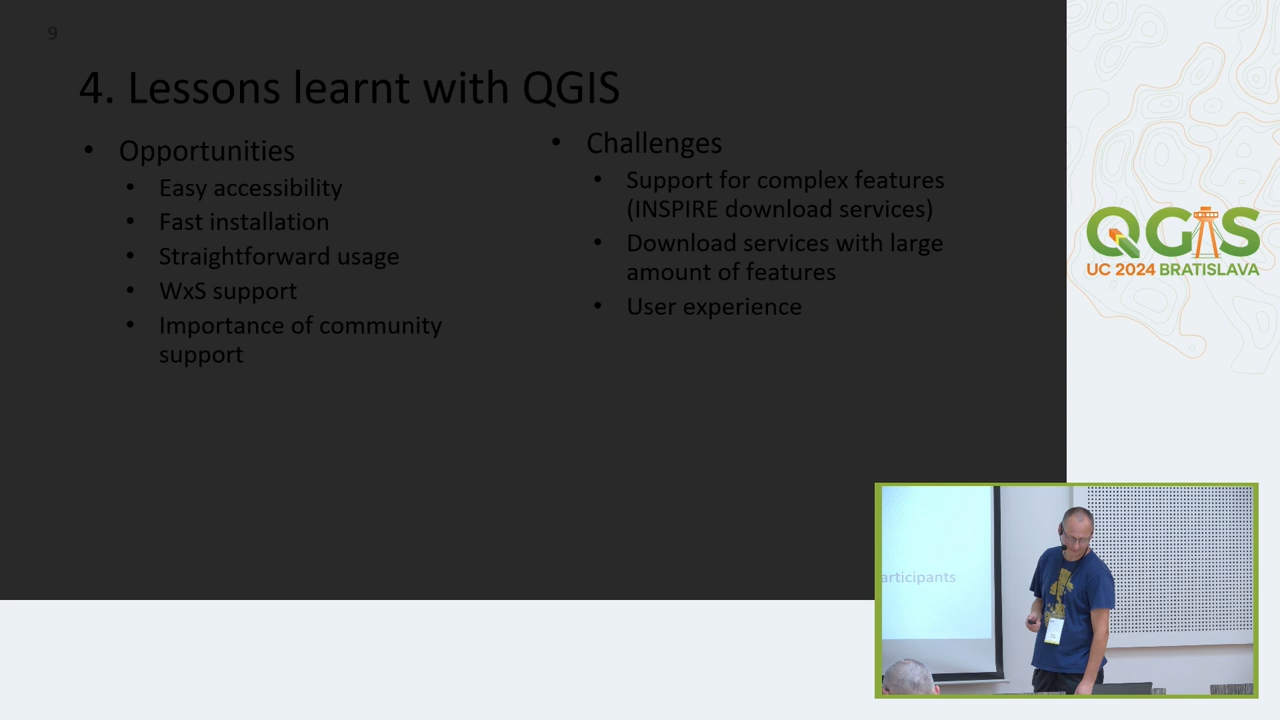 9
4. Lessons learnt with QGIS
• Opportunities
• Easy accessibility
• Fast installation
• Straightforward usage
• WxS support
• Importance of community
support
• Challenges
• Support for complex features
(INSPIRE download services)
• Download services with large
amount of features
• User experience
QGIS
UC 2024 BRATISLAVA
articipants